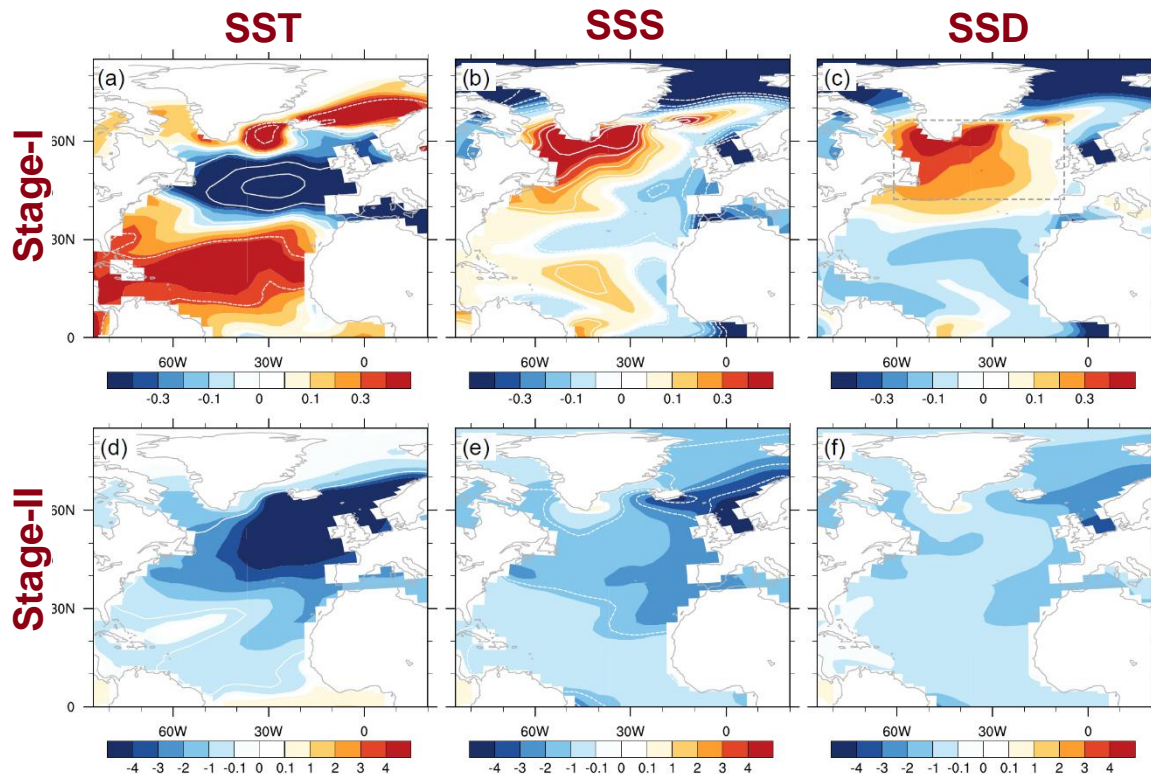 SST SSS SSD
Stage-I
(a) (b) (c)
60N
30N
0
60W 30W 0 60W 30W 0 60W 30W 0
-0.3 -0.1 0 0.1 0.3 -0.3 -0.1 0 0.1 0.3 -0.3 -0.1 0 0.1 0.3
Stage-II
(d) (e) (f)
60N
30N
0
60W 30W 0 60W 30W 0 60W 30W 0
-4 -3 -2 -1 -0.1 0 0.1 1 2 3 4 -4 -3 -2 -1 -0.1 0 0.1 1 2 3 4 -4 -3 -2 -1 -0.1 0 0.1 1 2 3 4